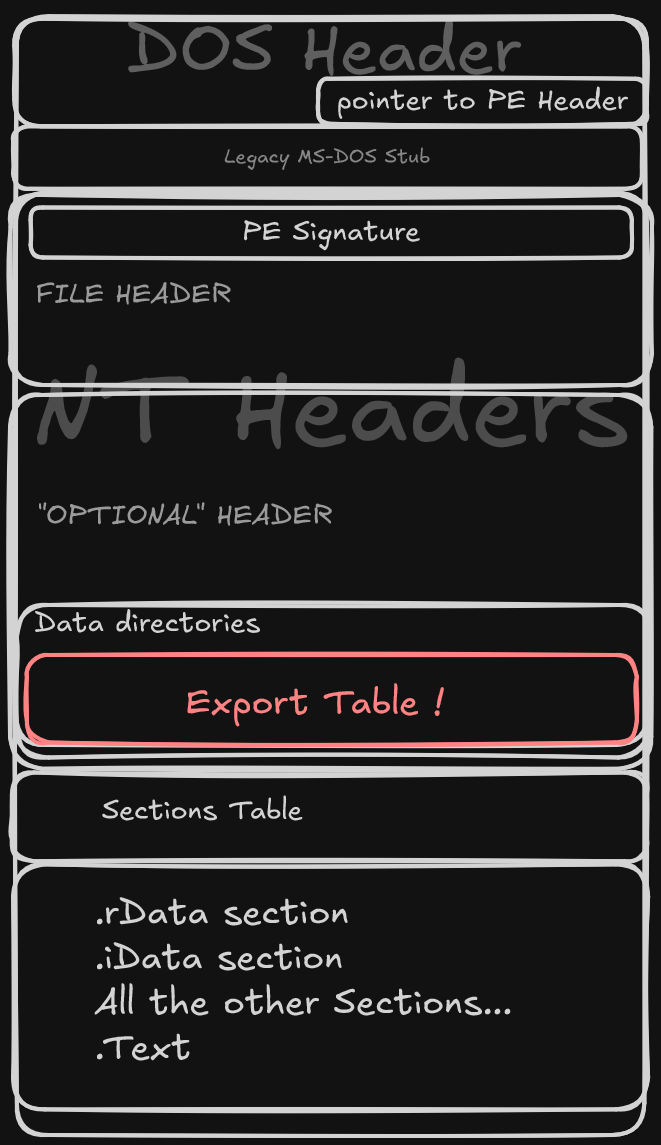 DOS Header
pointer to PE Header
Legacy MS-DOS Stub
PE Signature
FILE HEADER
NT Headers
"OPTIONAL" HEADER
Data directories
Export Table !
Sections Table
.rData section
.iData section
All the other Sections...
.Text